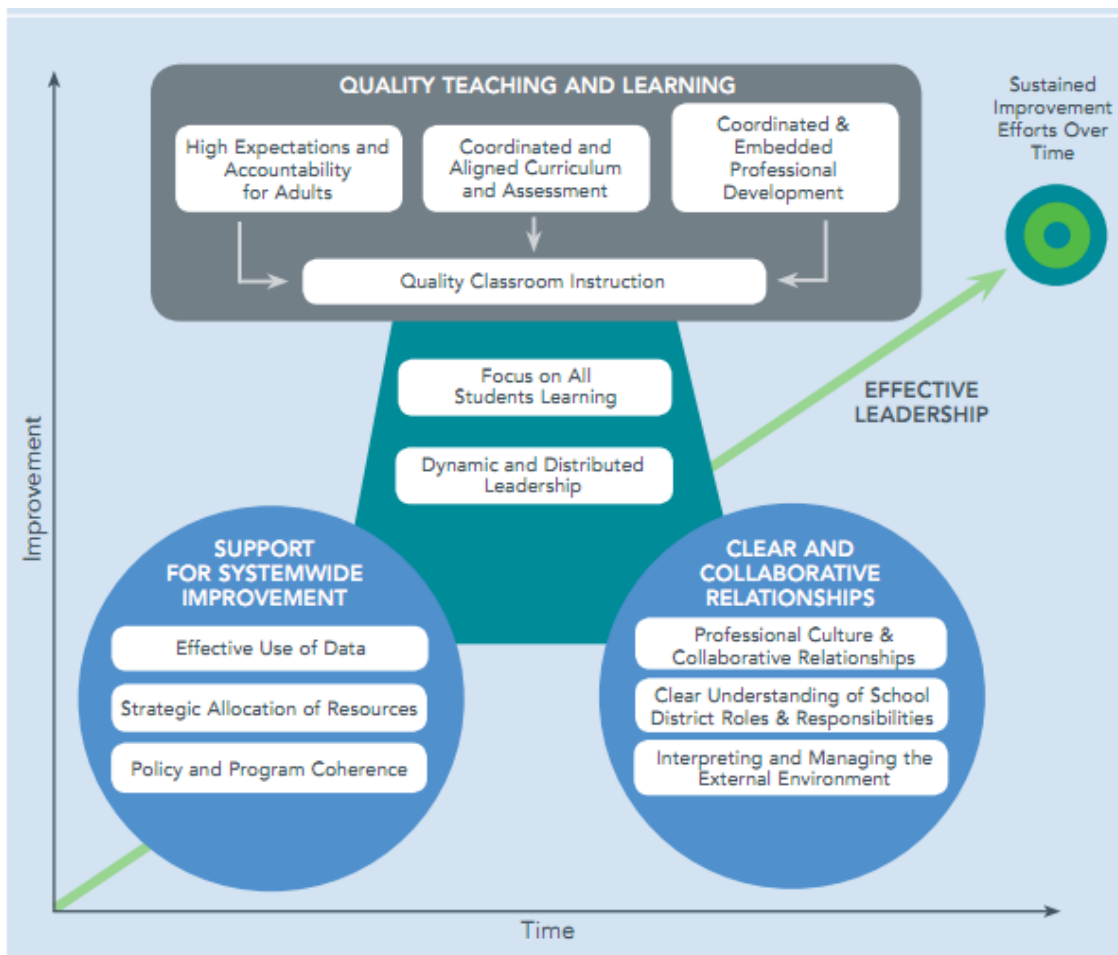 QUALITY TEACHING AND LEARNING
High Expectations and
Accountability
for Adults
Coordinated and
Aligned Curriculum
and Assessment
Coordinated &
Embedded
Professional
Development
Quality Classroom Instruction
Sustained
Improvement
Efforts Over
Time
Focus on All
Students Learning
Dynamic and Distributed
Leadership
EFFECTIVE
LEADERSHIP
Improvement
SUPPORT
FOR SYSTEMWIDE
IMPROVEMENT
Effective Use of Data
Strategic Allocation of Resources
Policy and Program Coherence
CLEAR AND
COLLABORATIVE
RELATIONSHIPS
Professional Culture &
Collaborative Relationships
Clear Understanding of School
District Roles & Responsibilities
Interpreting and Managing the
External Environment
Time